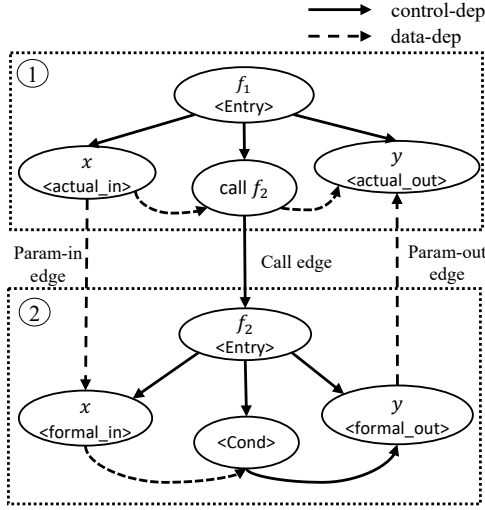 control-dep
data-dep
1
f₁
<Entry>
x
<actual_in>
call f₂
y
<actual_out>
Param-in
edge
Call edge
Param-out
edge
2
f₂
<Entry>
x
<formal_in>
<Cond>
y
<formal_out>